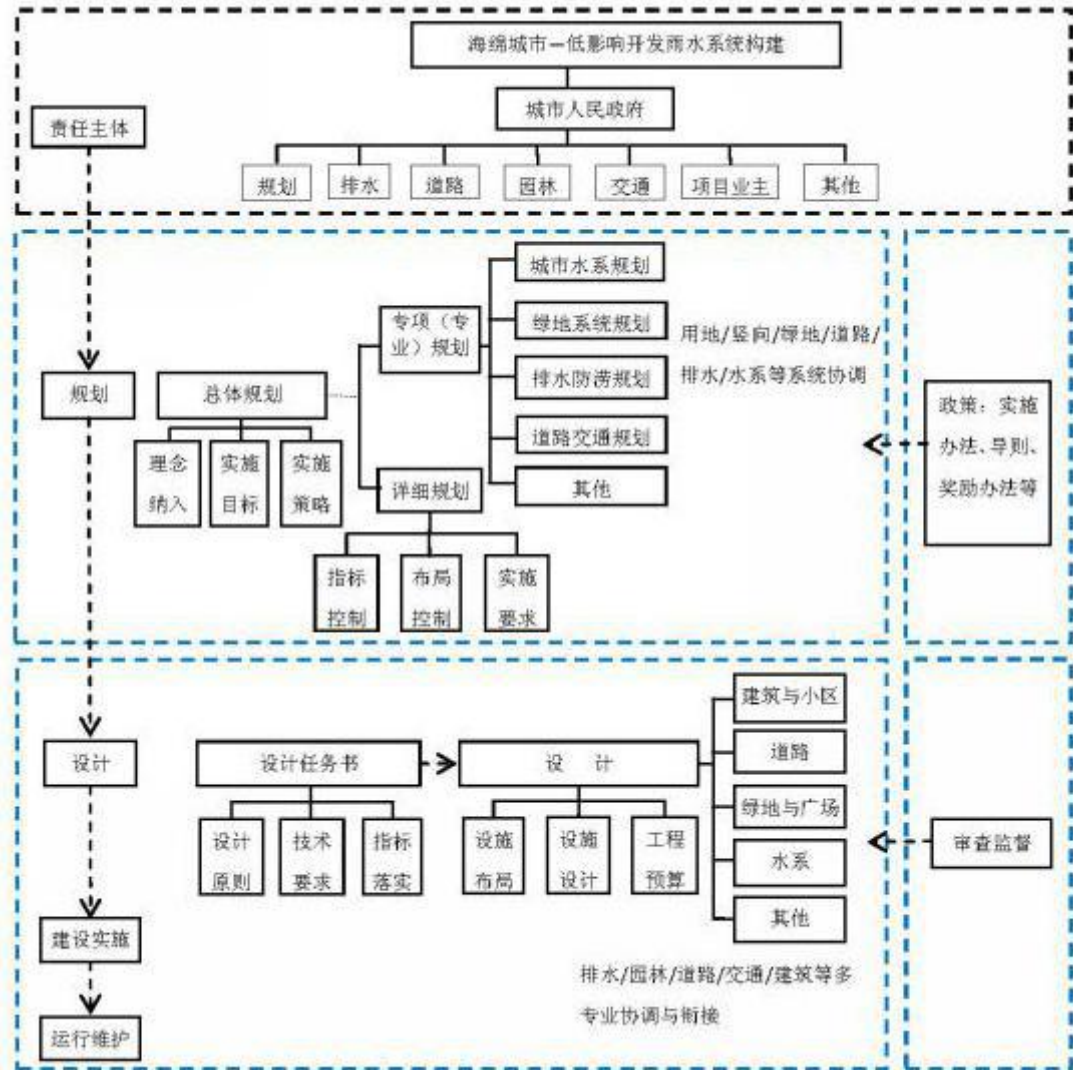 海绵城市—低影响开发雨水系统构建
城市人民政府
责任主体
规划
排水
道路
园林
交通
项目业主
其他
城市水系规划
专项（专
业）规划
绿地系统规划
用地/竖向/绿地/道路/
排水/水系等系统协调
排水防涝规划
规划
总体规划
道路交通规划
理念
纳入
实施
目标
实施
策略
详细规划
其他
指标
控制
布局
控制
实施
要求
政策：实施
办法、导则、
奖励办法等
建筑与小区
设计
设计任务书
设 计
道路
绿地与广场
设计
原则
技术
要求
指标
落实
设施
布局
设施
设计
工程
预算
水系
审查监督
其他
建设实施
排水/园林/道路/交通/建筑等多
专业协调与衔接
运行维护